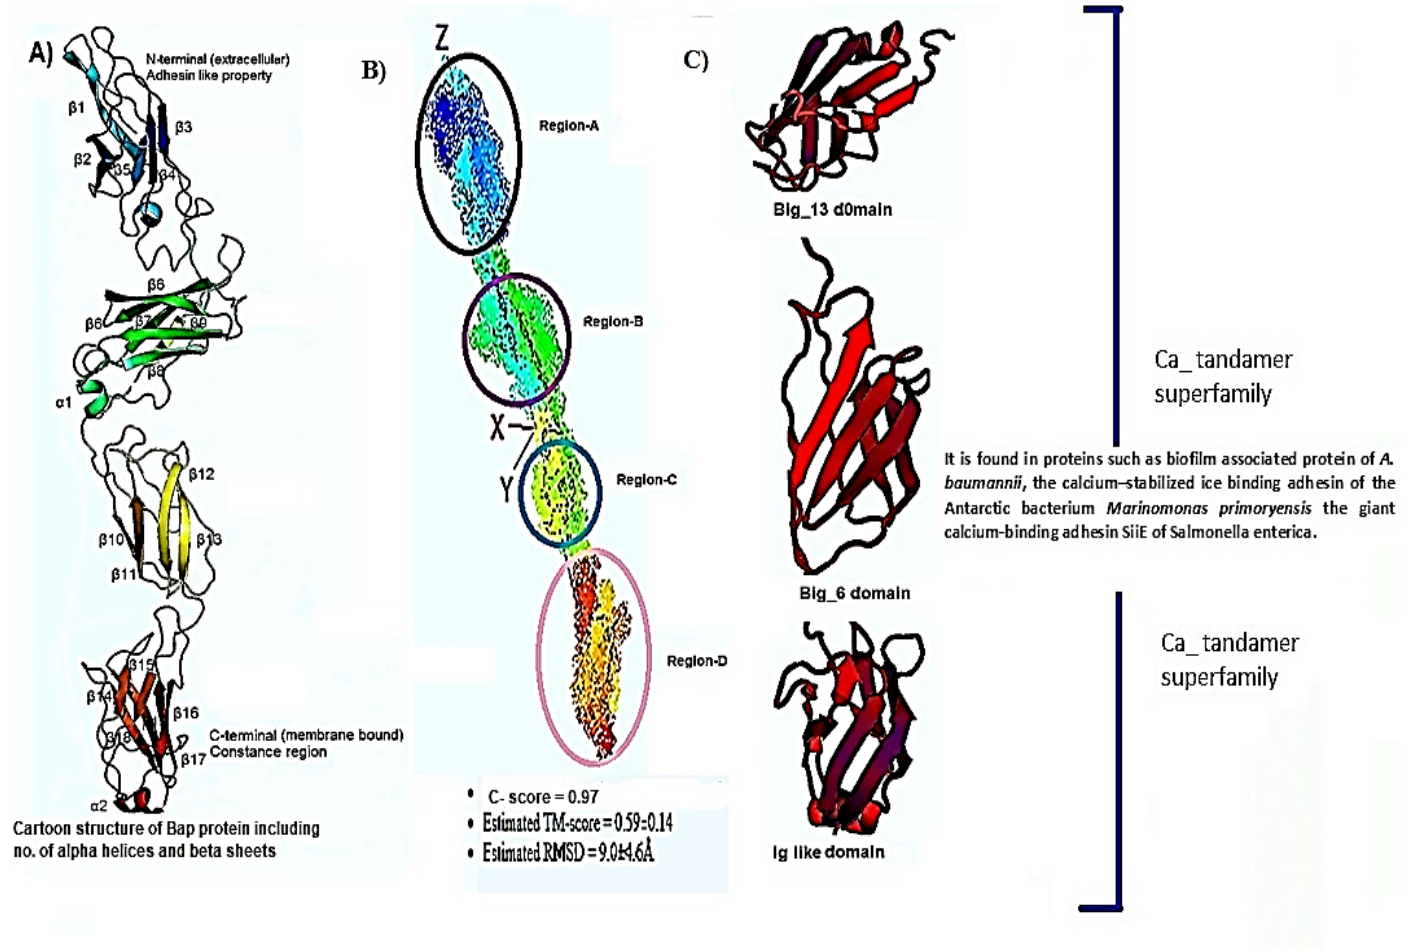 A)
N-terminal (extracellular)
Adhesin like property
β1
β3
β2
β5
β4
β6
β6
β7
β9
β8
α1
β12
β10
β13
β11
β15
β14
β16
β18
β17
C-terminal (membrane bound)
Constance region
α2
Cartoon structure of Bap protein including
no. of alpha helices and beta sheets
B)
Z
Region-A
Region-B
X
Y
Region-C
Region-D
• C- score = 0.97
• Estimated TM-score = 0.59±0.14
• Estimated RMSD = 9.0±4.6Å
C)
Big_13 d0main
Big_6 domain
Ig like domain
Ca_ tandamer
superfamily
It is found in proteins such as biofilm associated protein of A.
baumannii, the calcium–stabilized ice binding adhesin of the
Antarctic bacterium Marinomonas primoryensis the giant
calcium-binding adhesin SiiE of Salmonella enterica.
Ca_ tandamer
superfamily